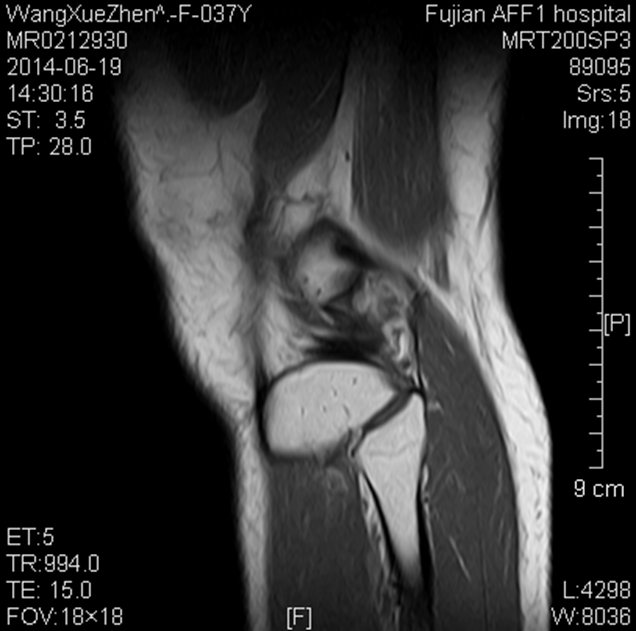 WangXueZhen^.-F-037Y
MR0212930
2014-06-19
14:30:16
ST: 3.5
TP: 28.0
Fujian AFF1 hospital
MRT200SP3
89095
Srs:5
Img:18
[P]
9 cm
ET:5
TR:994.0
TE: 15.0
FOV:18×18
[F]
L:4298
W:8036